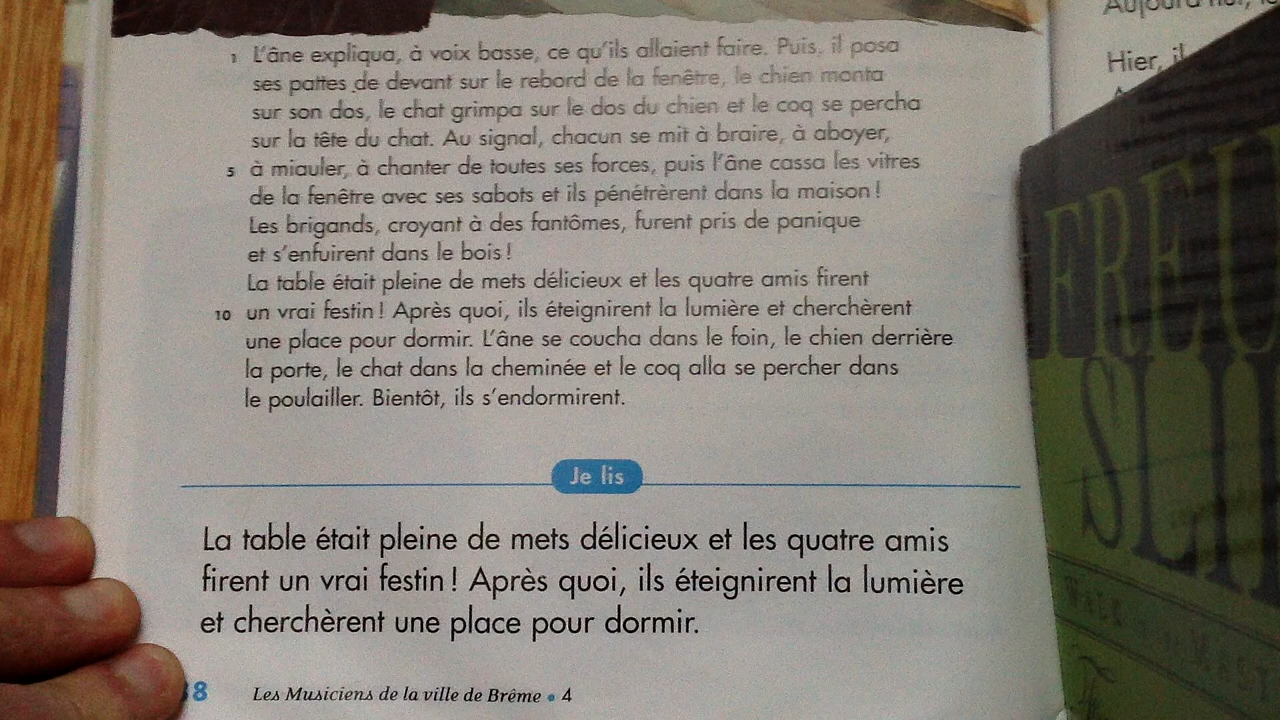 1 L'âne expliqua, à voix basse, ce qu'ils allaient faire. Puis, il posa
ses pattes de devant sur le rebord de la fenêtre, le chien monta
sur son dos, le chat grimpa sur le dos du chien et le coq se percha
sur la tête du chat. Au signal, chacun se mit à braire, à aboyer,
5 à miauler, à chanter de toutes ses forces, puis l'âne cassa les vitres
de la fenêtre avec ses sabots et ils pénétrèrent dans la maison !
Les brigands, croyant à des fantômes, furent pris de panique
et s'enfuirent dans le bois !
La table était pleine de mets délicieux et les quatre amis firent
10 un vrai festin ! Après quoi, ils éteignirent la lumière et cherchèrent
une place pour dormir. L'âne se coucha dans le foin, le chien derrière
la porte, le chat dans la cheminée et le coq alla se percher dans
le poulailler. Bientôt, ils s'endormirent.
Je lis
La table était pleine de mets délicieux et les quatre amis
firent un vrai festin ! Après quoi, ils éteignirent la lumière
et cherchèrent une place pour dormir.
8 Les Musiciens de la ville de Brême • 4
Hier, il